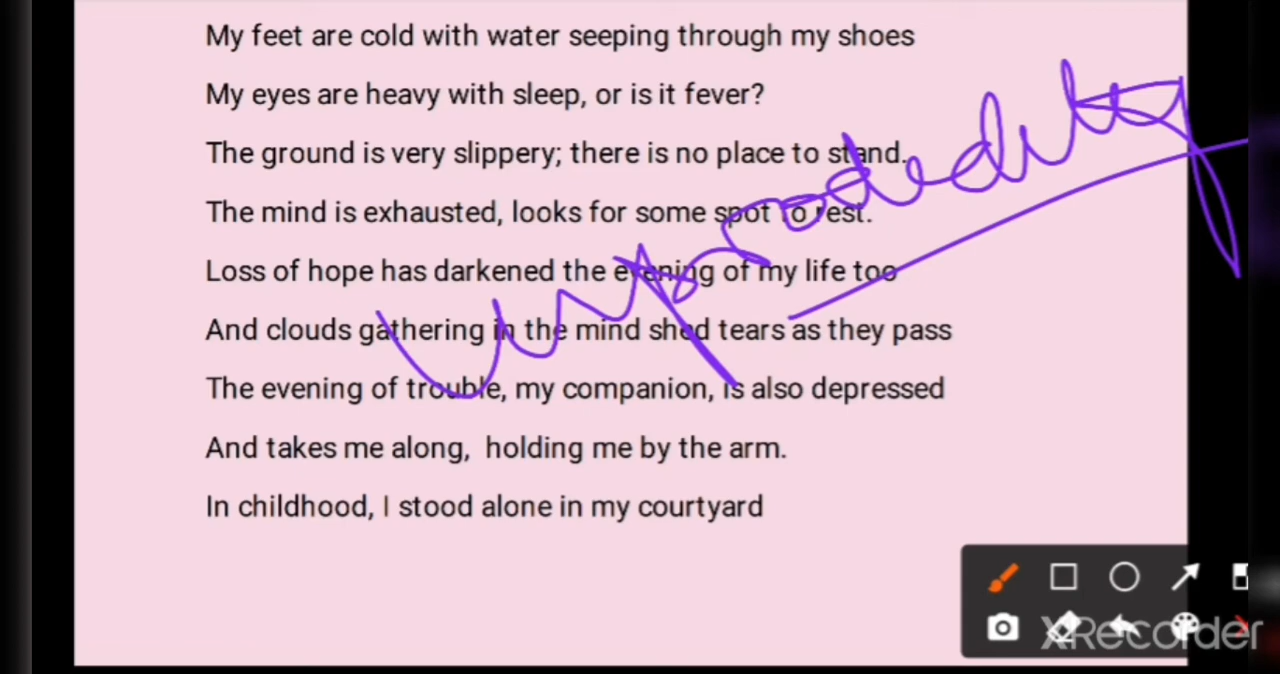 My feet are cold with water seeping through my shoes
My eyes are heavy with sleep, or is it fever?
The ground is very slippery; there is no place to stand.
The mind is exhausted, looks for some spot to rest.
Loss of hope has darkened the evening of my life too
And clouds gathering in the mind shed tears as they pass
The evening of trouble, my companion, is also depressed
And takes me along, holding me by the arm.
In childhood, I stood alone in my courtyard
XRecorder